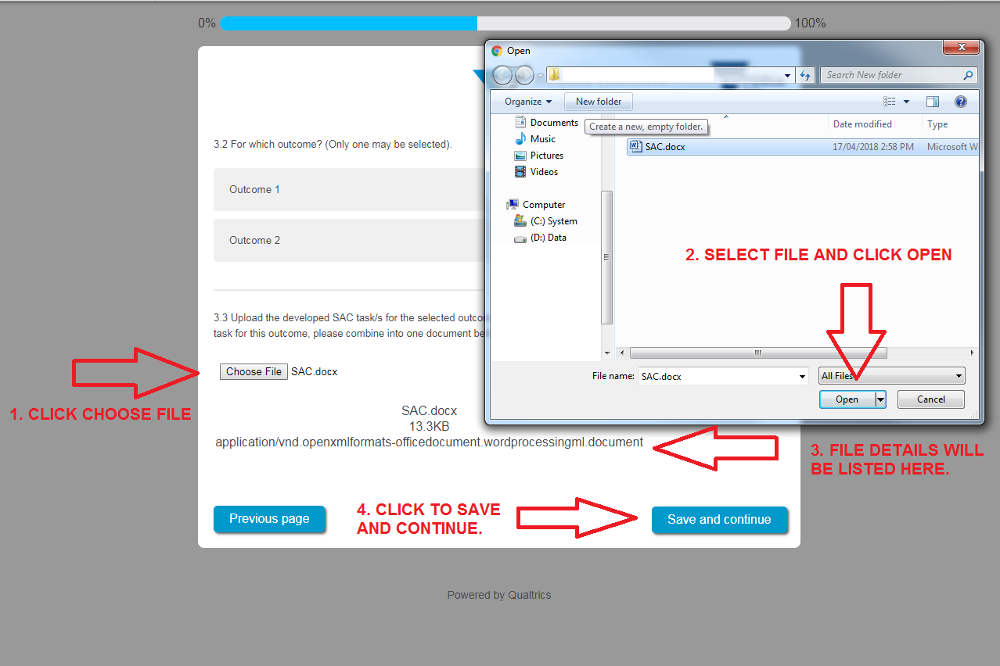 0%
100%
Open
Search New folder
Organize
New folder
Documents
Create a new, empty folder.
Date modified
Type
Music
SAC.docx
17/04/2018 2:58 PM
Microsoft W
Pictures
Videos
Computer
(C:) System
(D:) Data
2. SELECT FILE AND CLICK OPEN
File name:
SAC.docx
All Files
Open
Cancel
3.2 For which outcome? (Only one may be selected).
Outcome 1
Outcome 2
3.3 Upload the developed SAC task/s for the selected outco
task for this outcome, please combine into one document be
Choose File
SAC.docx
1. CLICK CHOOSE FILE
SAC.docx
13.3KB
application/vnd.openxmlformats-officedocument.wordprocessingml.document
3. FILE DETAILS WILL
BE LISTED HERE.
4. CLICK TO SAVE
AND CONTINUE.
Previous page
Save and continue
Powered by Qualtrics